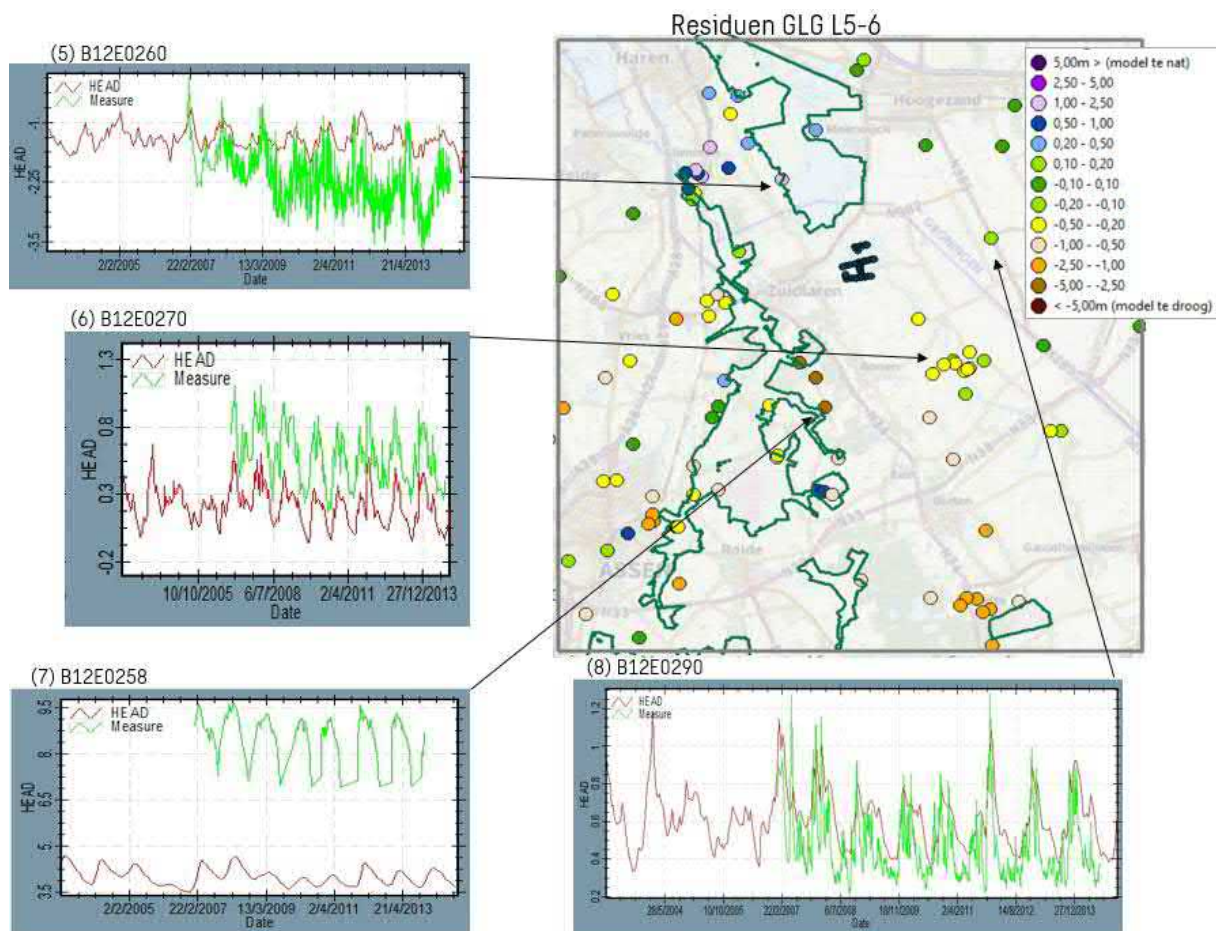 Residuen GLG L5-6
(5) B12E0260
HEAD
Measure
HEAD
-1.
-2.25
-3.5
2/2/2005
22/2/2007
13/3/2009
2/4/2011
21/4/2013
Date
(6) B12E0270
HEAD
Measure
HEAD
1.3
0.8
0.3
-0.2
10/10/2005
6/7/2008
2/4/2011
27/12/2013
Date
(7) B12E0258
HEAD
Measure
HEAD
9.5
8.
6.5
5.
3.5
2/2/2005
22/2/2007
13/3/2009
2/4/2011
21/4/2013
Date
(8) B12E0290
HEAD
Measure
HEAD
1.2
1.
0.8
0.6
0.4
0.2
28/5/2004
10/10/2005
22/2/2007
6/7/2008
18/11/2009
2/4/2011
14/8/2012
27/12/2013
Date
5,00m > (model te nat)
2,50 - 5,00
1,00 - 2,50
0,50 - 1,00
0,20 - 0,50
0,10 - 0,20
-0,10 - 0,10
-0,20 - -0,10
-0,50 - -0,20
-1,00 - -0,50
-2,50 - -1,00
-5,00 - -2,50
< -5,00m (model te droog)
Haren
Hoogezand
Zuidlaren
Rolde
N33
N34